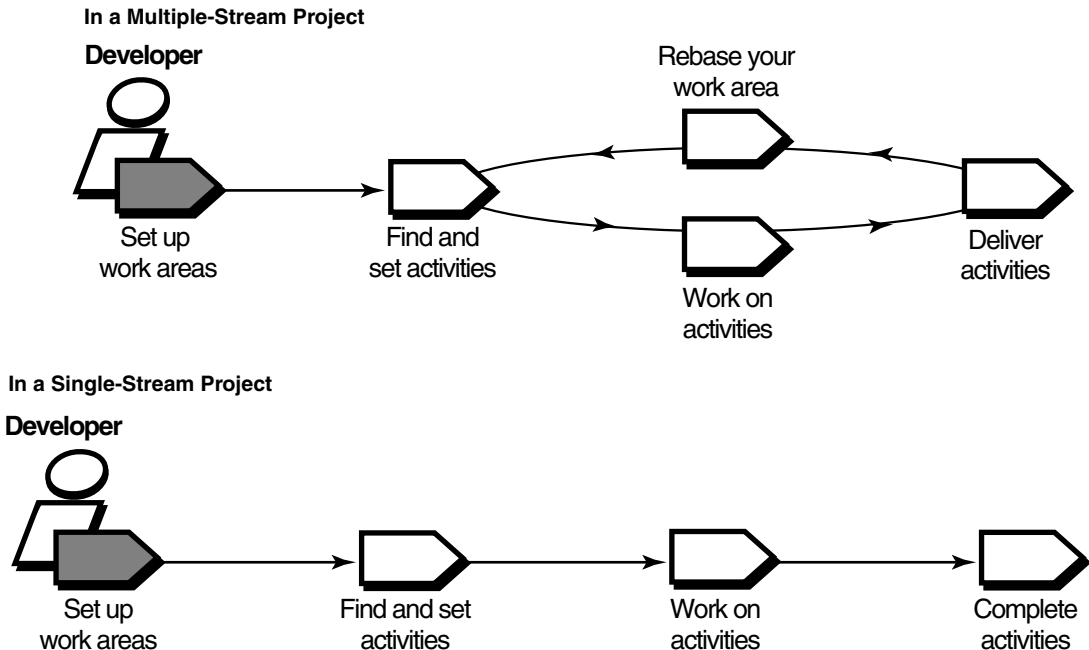 In a Multiple-Stream Project
Developer
Rebase your
work area
Set up
work areas
Find and
set activities
Work on
activities
Deliver
activities
In a Single-Stream Project
Developer
Set up
work areas
Find and set
activities
Work on
activities
Complete
activities